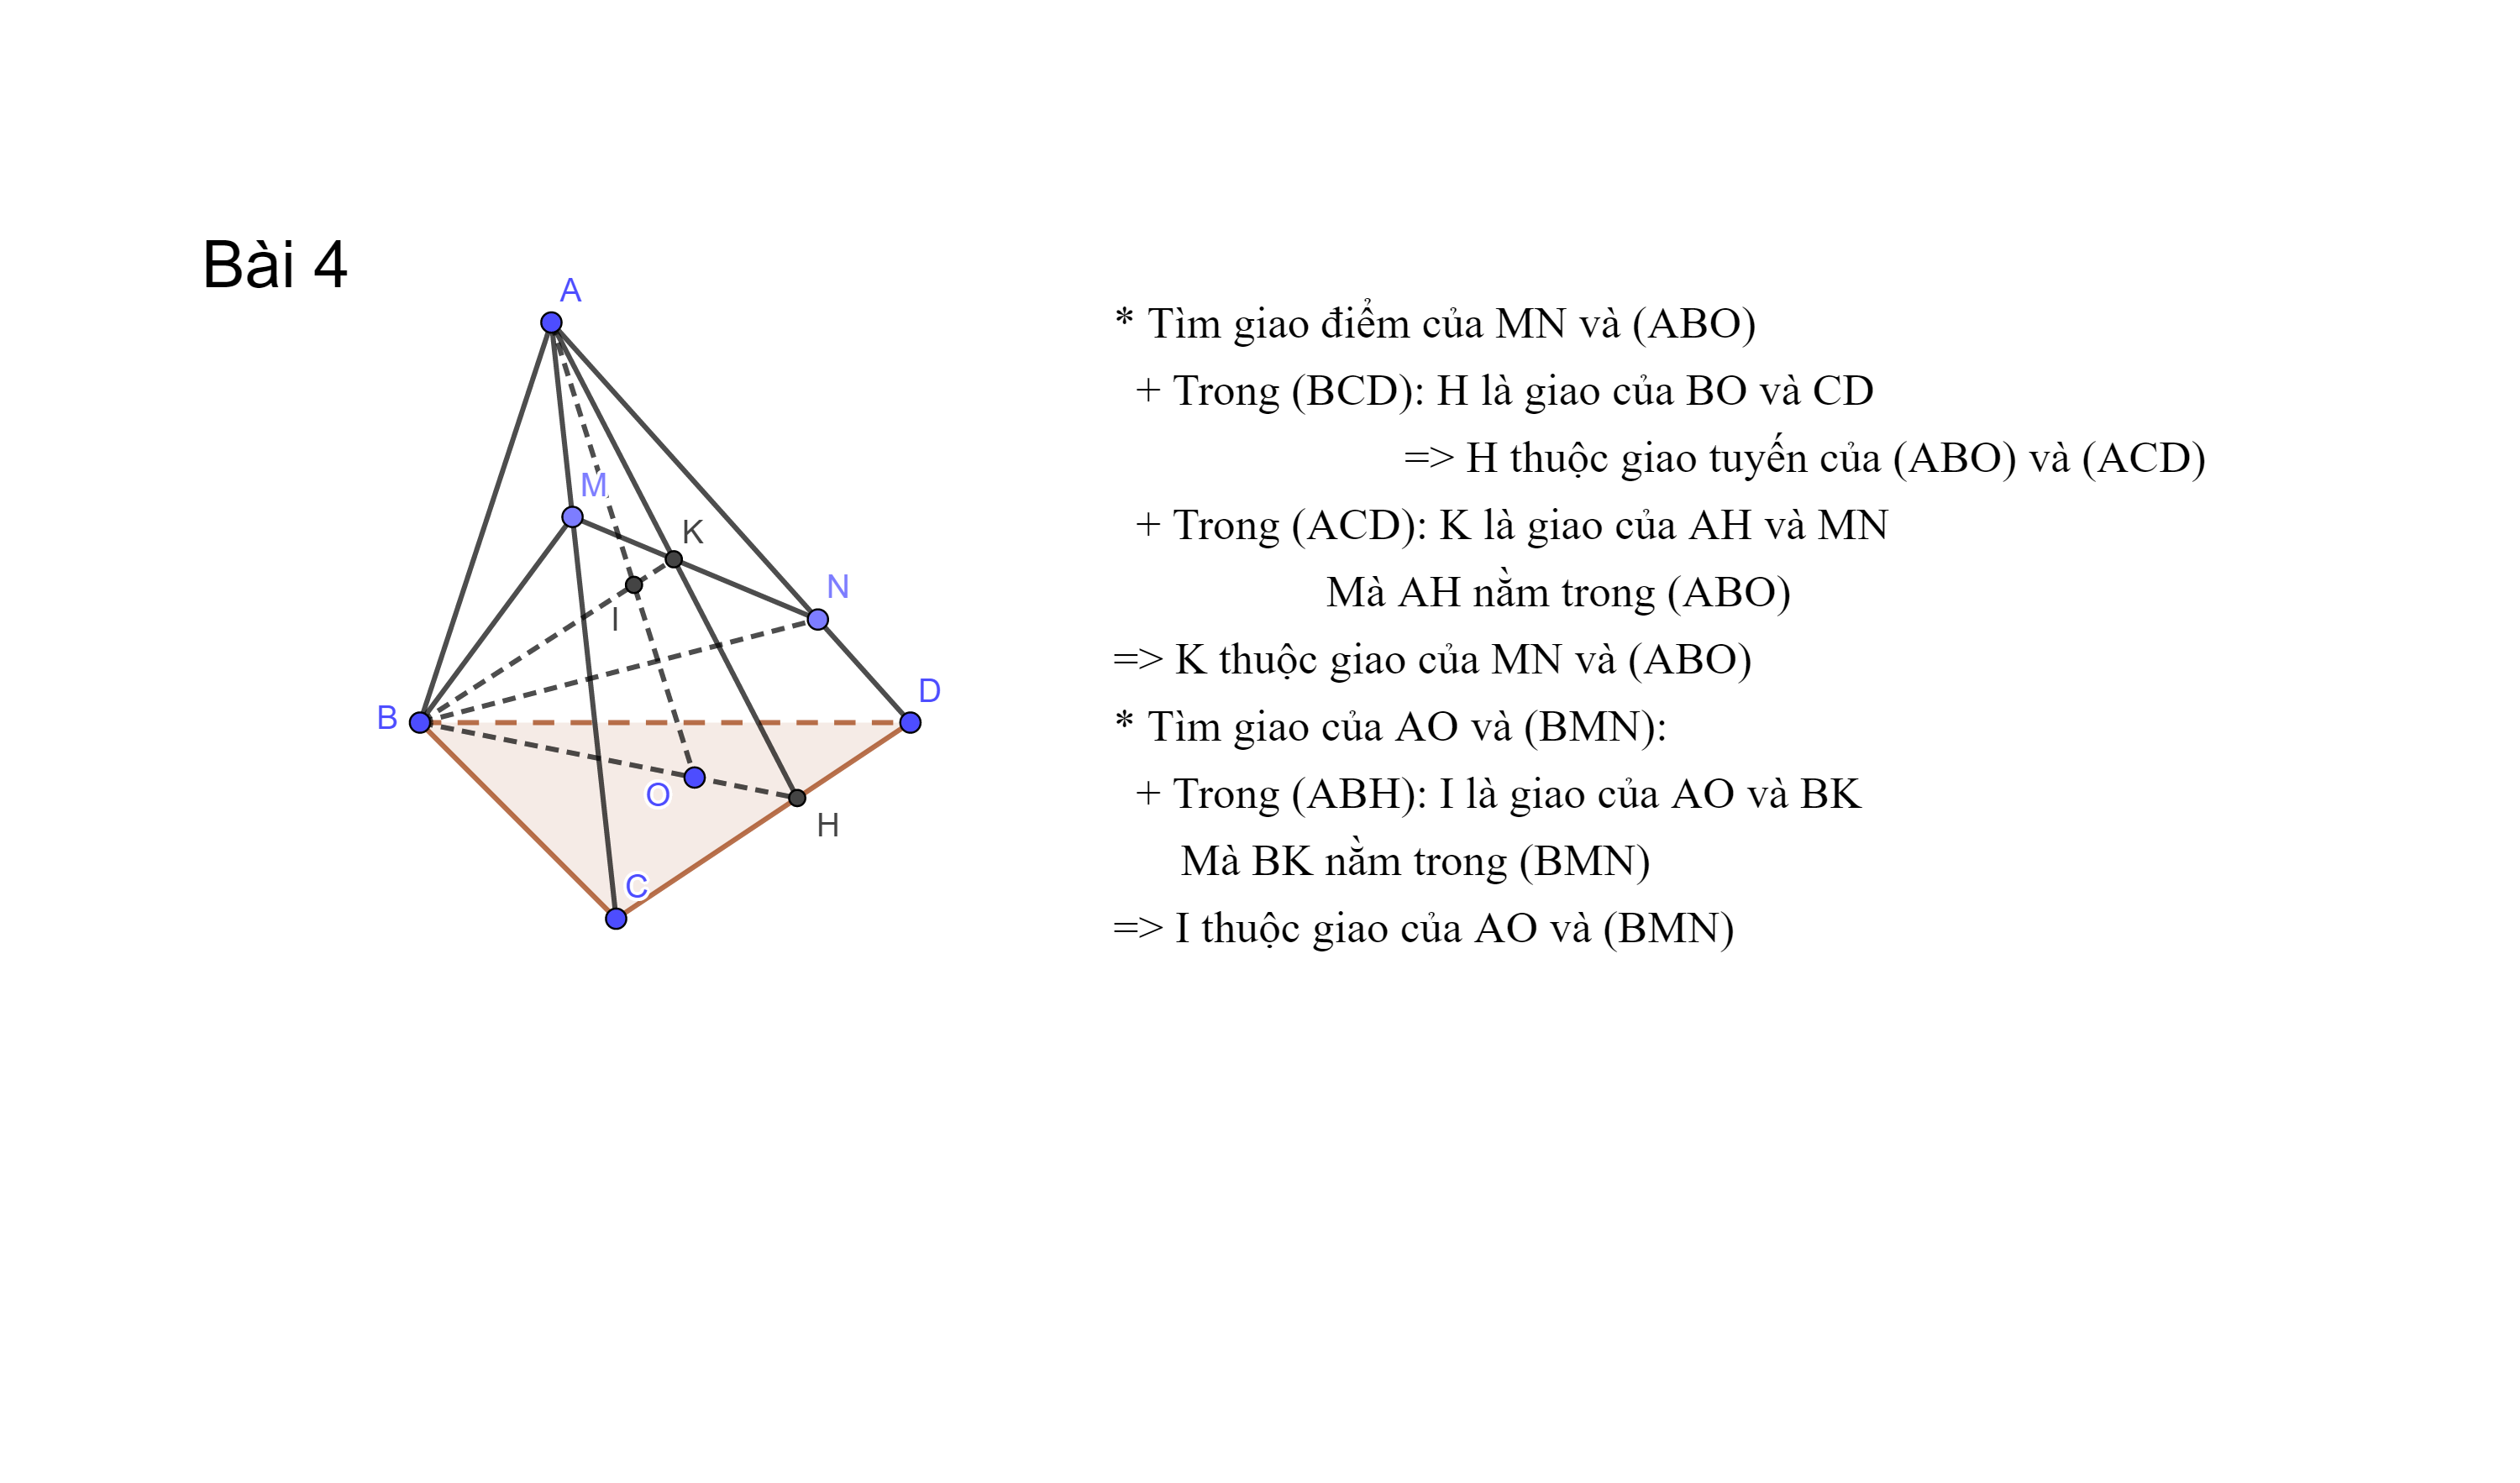 Bài 4
A
M
K
I
N
B
D
O
H
C
* Tìm giao điểm của MN và (ABO)
+ Trong (BCD): H là giao của BO và CD
=> H thuộc giao tuyến của (ABO) và (ACD)
+ Trong (ACD): K là giao của AH và MN
Mà AH nằm trong (ABO)
=> K thuộc giao của MN và (ABO)
* Tìm giao của AO và (BMN):
+ Trong (ABH): I là giao của AO và BK
Mà BK nằm trong (BMN)
=> I thuộc giao của AO và (BMN)